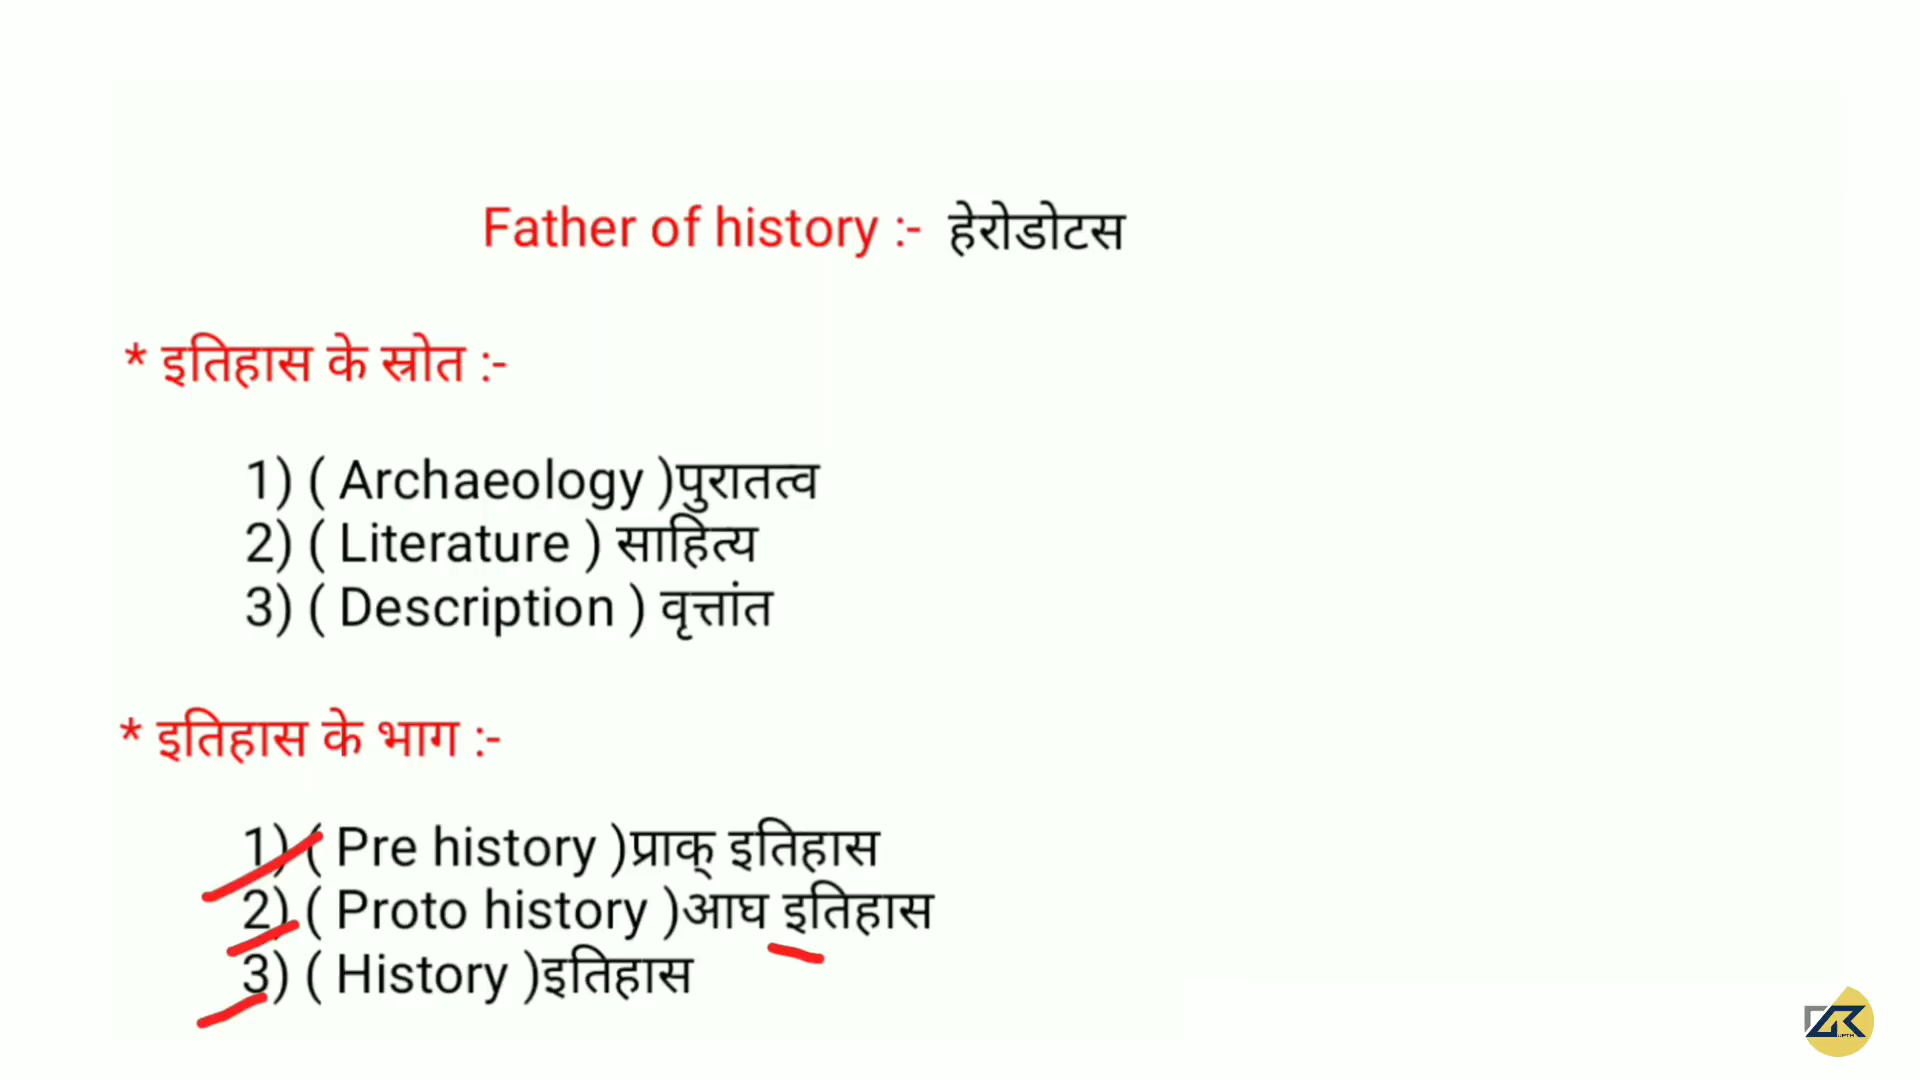 Father of history :- हेरोडोटस
* इतिहास के स्रोत :-
1) ( Archaeology )पुरातत्व
2) ( Literature ) साहित्य
3) ( Description ) वृत्तांत
* इतिहास के भाग :-
1) ( Pre history )प्राक् इतिहास
2) ( Proto history )आघ इतिहास
3) ( History )इतिहास